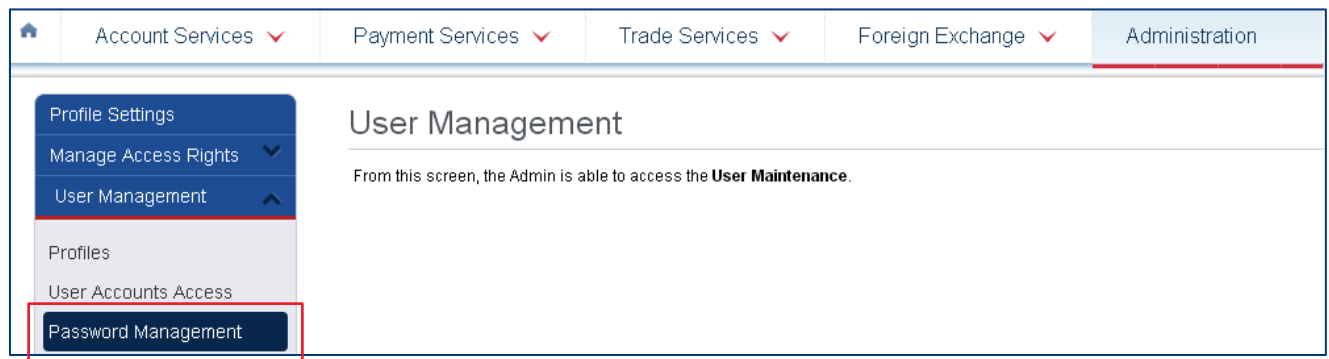 Account Services
Payment Services
Trade Services
Foreign Exchange
Administration
Profile Settings
Manage Access Rights
User Management
Profiles
User Accounts Access
Password Management
User Management
From this screen, the Admin is able to access the User Maintenance.